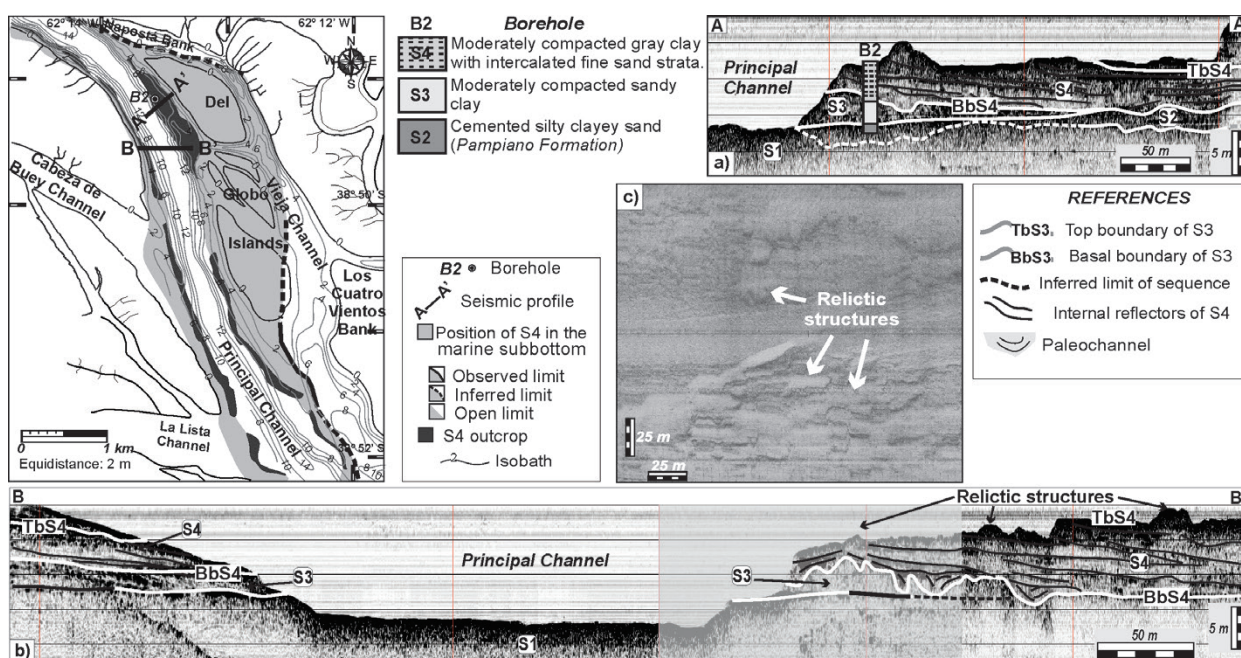 62° 14' W
62° 12' W
Naposta Bank
N
W
E
S
Del
B2
A'
A
B
B'
Globo
Islands
Vieja Channel
38° 50' S
Cabeza de
Buey Channel
Los
Cuatro
Vientos
Bank
Principal Channel
La Lista
Channel
38° 52' S
0 1 km
Equidistance: 2 m
B2 Borehole
S4 Moderately compacted gray clay
with intercalated fine sand strata.
S3 Moderately compacted sandy
clay
S2 Cemented silty clayey sand
(Pampiano Formation)
B2 Borehole
A A' Seismic profile
Position of S4 in the
marine subbottom
Observed limit
Inferred limit
Open limit
S4 outcrop
2 Isobath
A
B2
Principal
Channel
TbS4
S4
S3
BbS4
S2
S1
50 m
5 m
a)
c)
Relictic
structures
25 m
25 m
REFERENCES
TbS3 Top boundary of S3
BbS3 Basal boundary of S3
Inferred limit of sequence
Internal reflectors of S4
Paleochannel
B
Relictic structures
B
TbS4
S4
TbS4
Principal Channel
S4
BbS4
S3
S3
BbS4
S1
50 m
5 m
b)